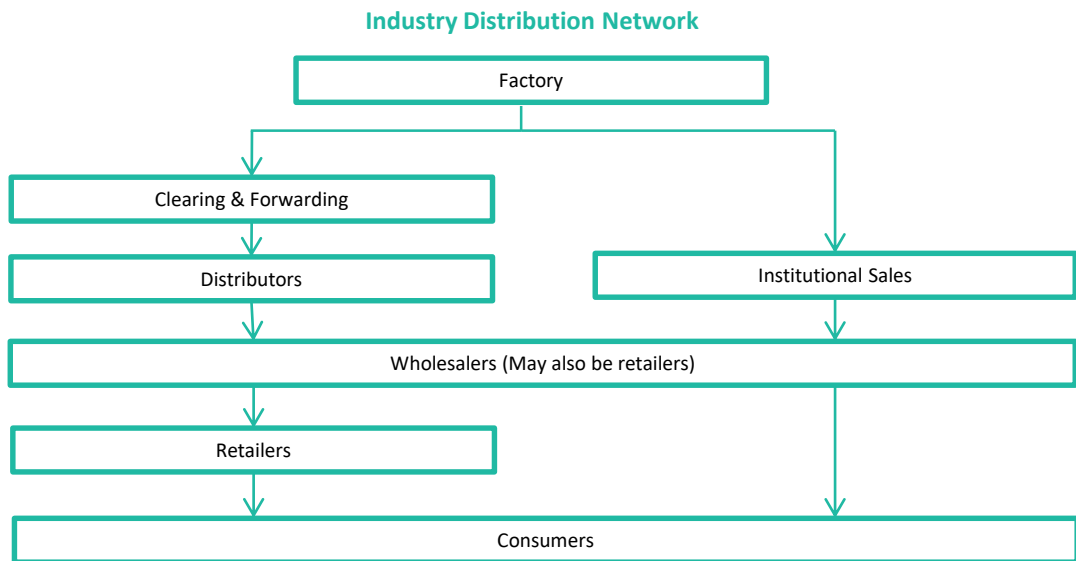 Industry Distribution Network
Factory
Clearing & Forwarding
Distributors
Institutional Sales
Wholesalers (May also be retailers)
Retailers
Consumers